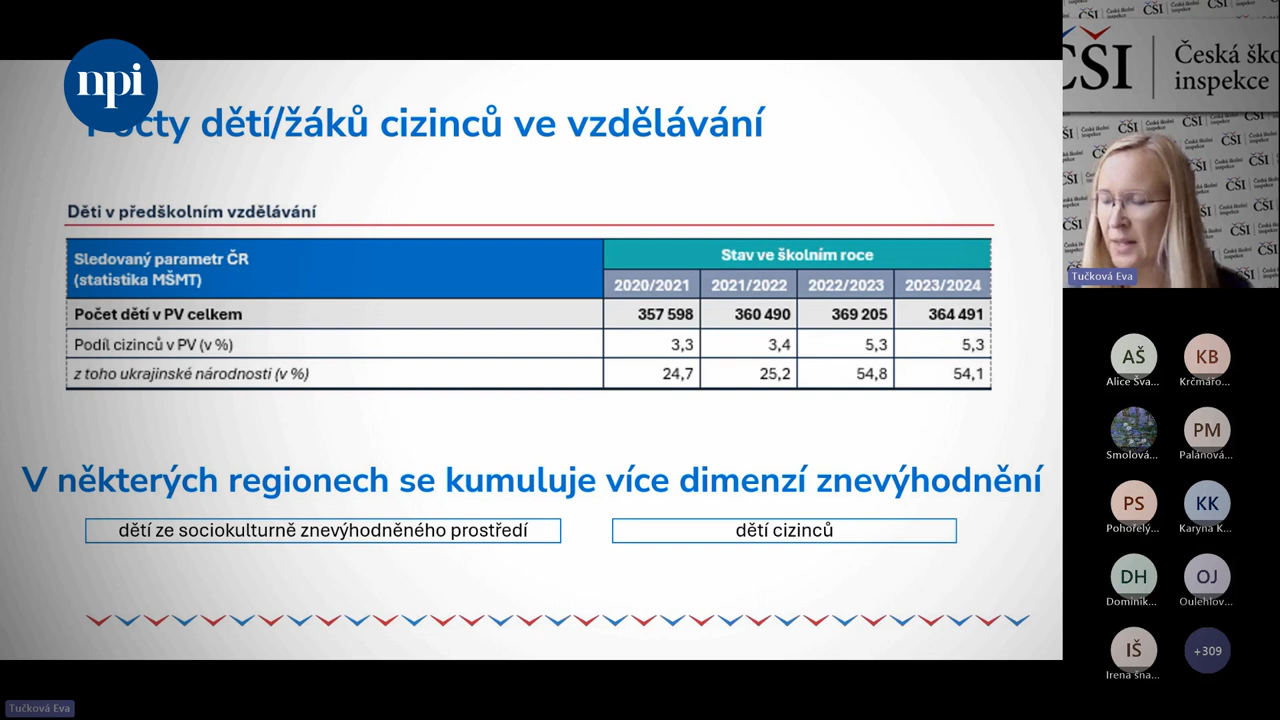 npi
Počty dětí/žáků cizinců ve vzdělávání
Děti v předškolním vzdělávání
Sledovaný parametr ČR
(statistika MŠMT)
Stav ve školním roce
2020/2021 2021/2022 2022/2023 2023/2024
Počet dětí v PV celkem 357 598 360 490 369 205 364 491
Podíl cizinců v PV (v %) 3,3 3,4 5,3 5,3
z toho ukrajinské národnosti (v %) 24,7 25,2 54,8 54,1
V některých regionech se kumuluje více dimenzí znevýhodnění
dětí ze sociokulturně znevýhodněného prostředí
dětí cizinců
ČSI
Česká ško
inspekce
Tučková Eva
AŠ KB
Alice Šva... Krčmářo...
PM
Smolová... Palánová...
PS KK
Pohořelý... Karyna K...
DH OJ
Dominik... Oulehlov...
IŠ +309
Irena šna...
Tučková Eva